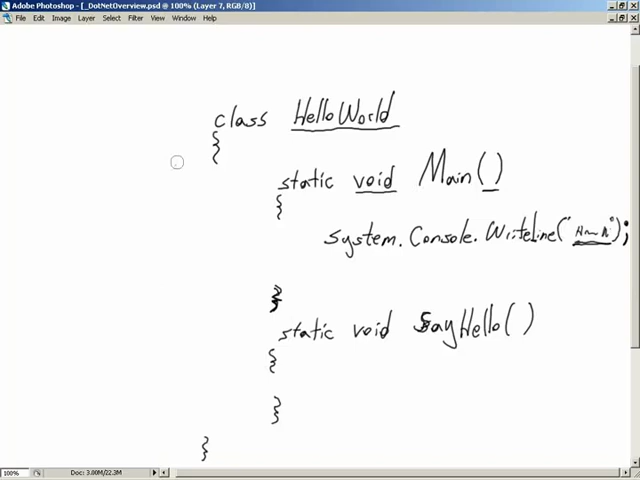 Adobe Photoshop - [_DotNetOverview.psd @ 100% (Layer 7, RGB/8)]
File Edit Image Layer Select Filter View Window Help
class HelloWorld
{
static void Main()
{
System.Console.WriteLine(" ");
}
static void SayHello()
{
}
}
100% Doc: 3.00M/22.3M